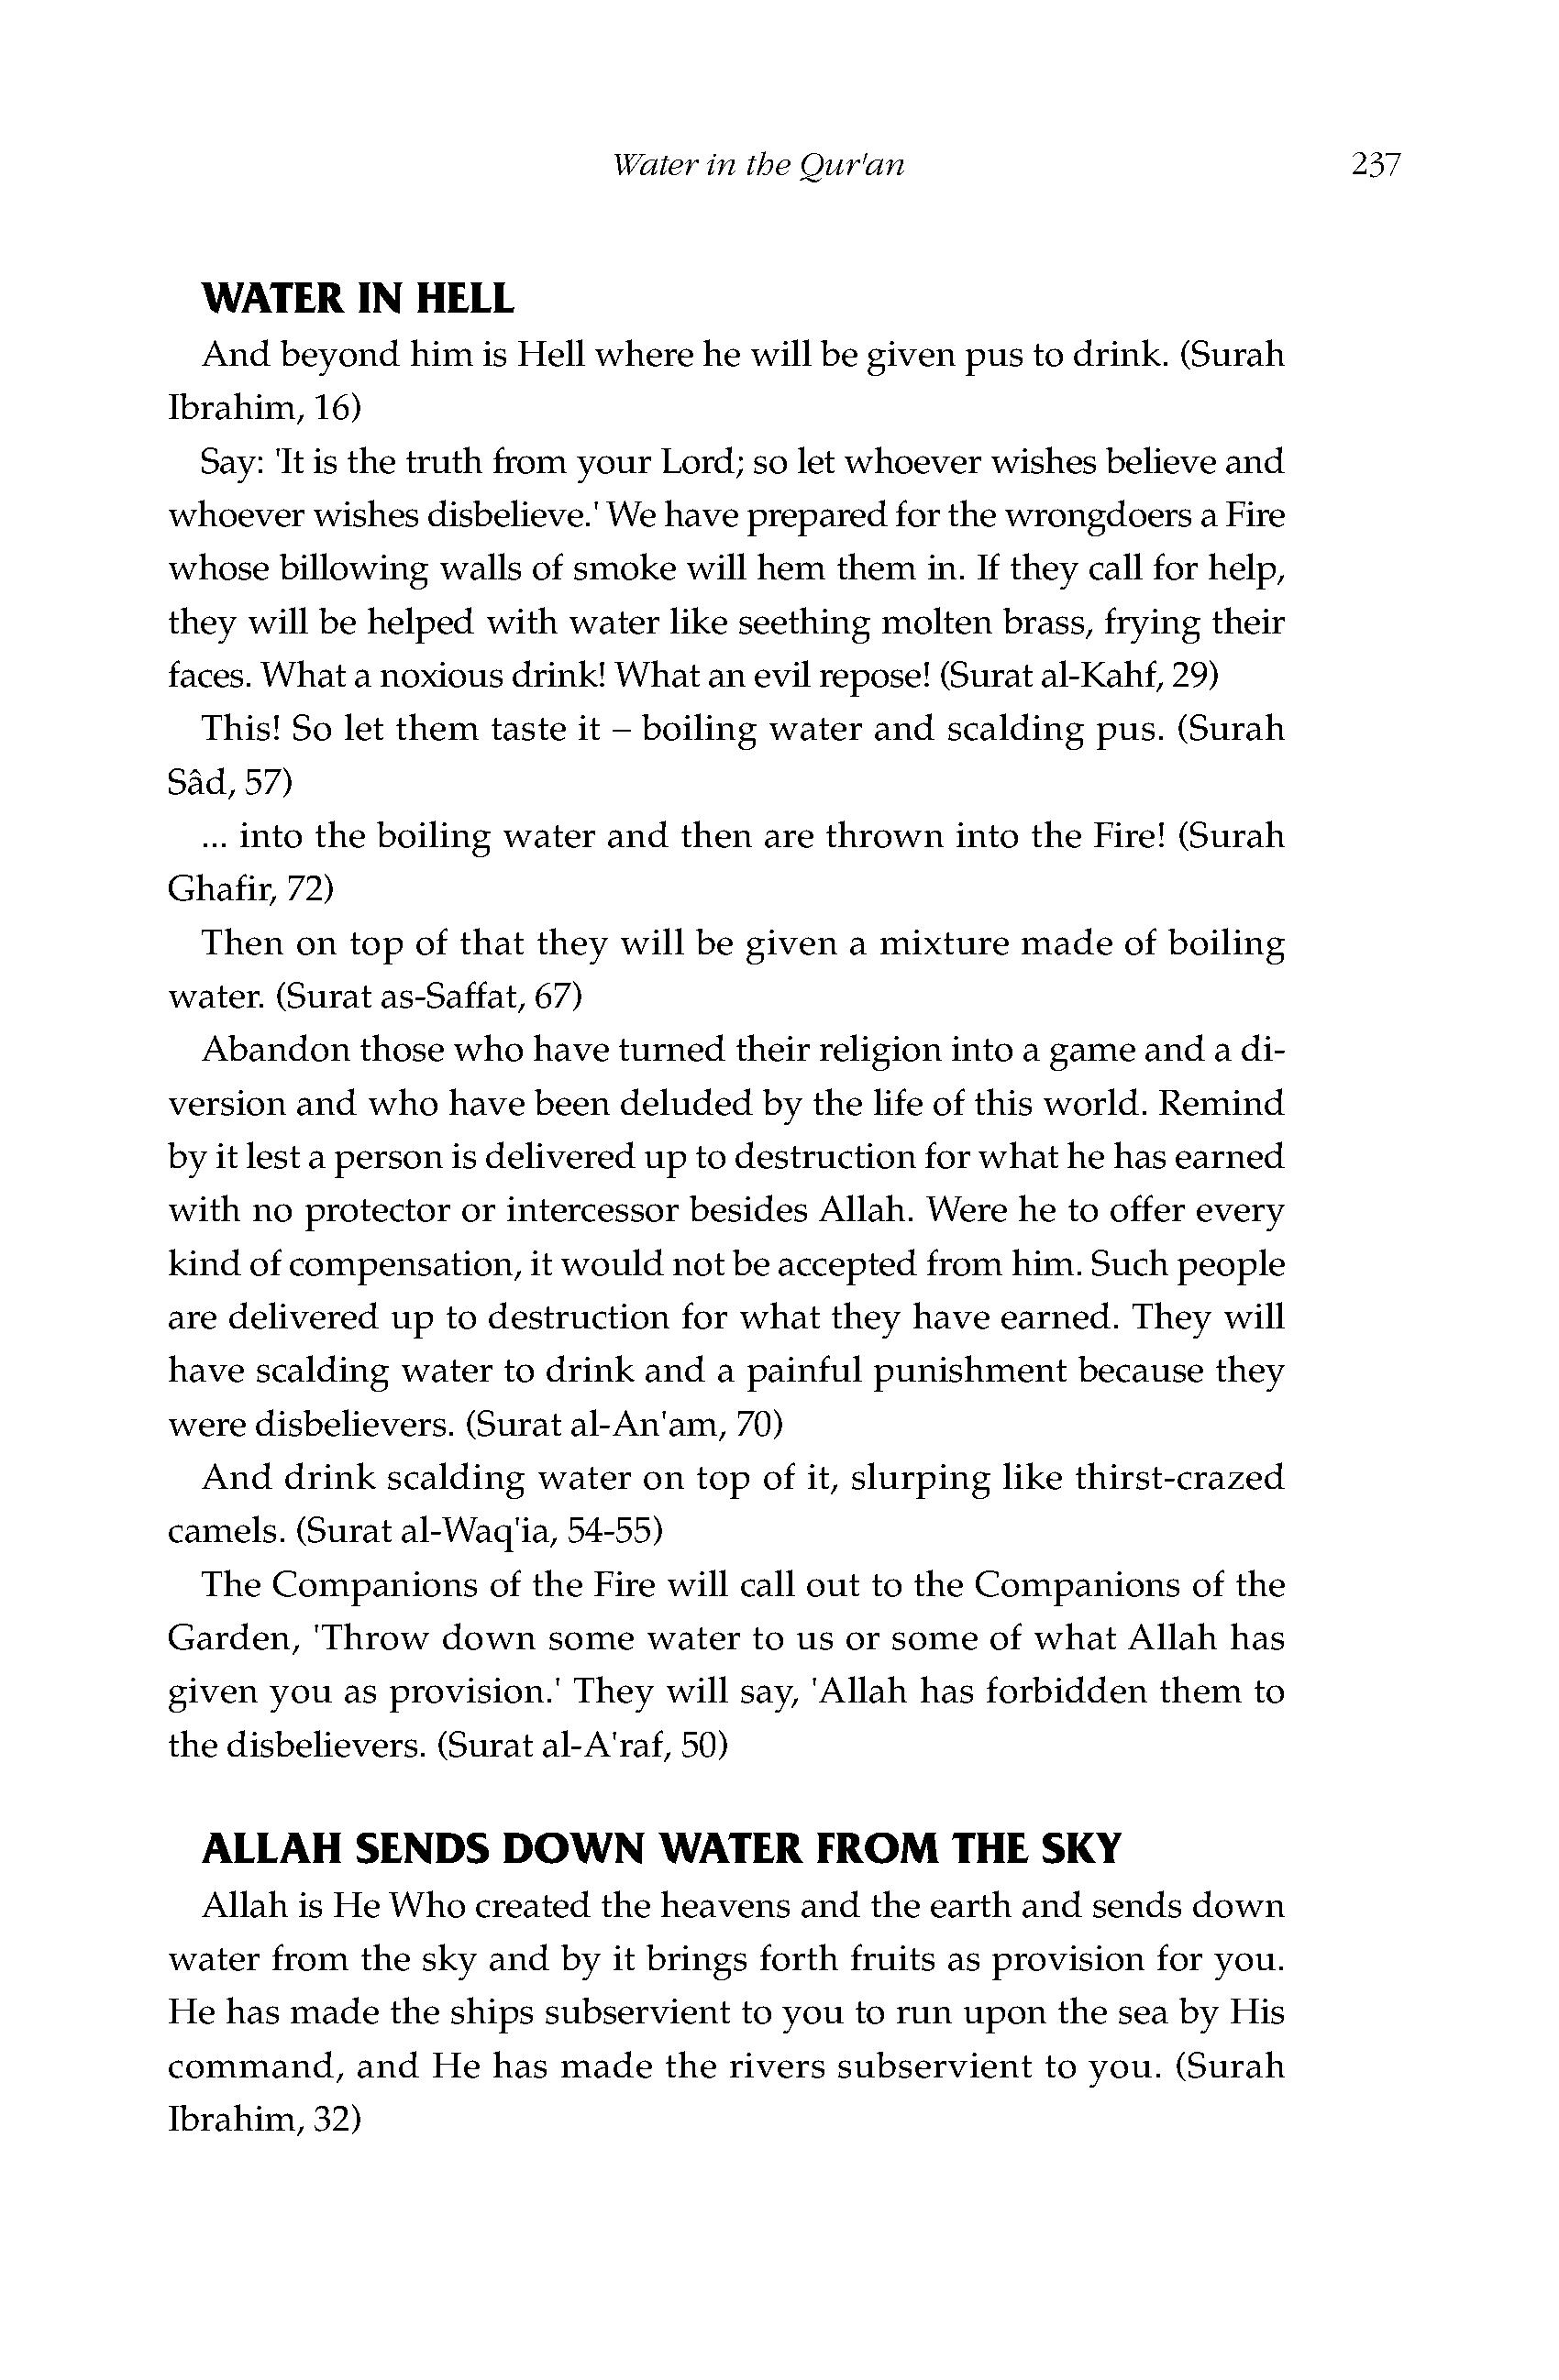 Water in the Qur'an 237
WATER IN HELL
And beyond him is Hell where he will be given pus to drink. (Surah
Ibrahim, 16)
Say: 'It is the truth from your Lord; so let whoever wishes believe and
whoever wishes disbelieve.' We have prepared for the wrongdoers a Fire
whose billowing walls of smoke will hem them in. If they call for help,
they will be helped with water like seething molten brass, frying their
faces. What a noxious drink! What an evil repose! (Surat al-Kahf, 29)
This! So let them taste it – boiling water and scalding pus. (Surah
Sâd, 57)
... into the boiling water and then are thrown into the Fire! (Surah
Ghafir, 72)
Then on top of that they will be given a mixture made of boiling
water. (Surat as-Saffat, 67)
Abandon those who have turned their religion into a game and a di-
version and who have been deluded by the life of this world. Remind
by it lest a person is delivered up to destruction for what he has earned
with no protector or intercessor besides Allah. Were he to offer every
kind of compensation, it would not be accepted from him. Such people
are delivered up to destruction for what they have earned. They will
have scalding water to drink and a painful punishment because they
were disbelievers. (Surat al-An'am, 70)
And drink scalding water on top of it, slurping like thirst-crazed
camels. (Surat al-Waq'ia, 54-55)
The Companions of the Fire will call out to the Companions of the
Garden, 'Throw down some water to us or some of what Allah has
given you as provision.' They will say, 'Allah has forbidden them to
the disbelievers. (Surat al-A'raf, 50)
ALLAH SENDS DOWN WATER FROM THE SKY
Allah is He Who created the heavens and the earth and sends down
water from the sky and by it brings forth fruits as provision for you.
He has made the ships subservient to you to run upon the sea by His
command, and He has made the rivers subservient to you. (Surah
Ibrahim, 32)